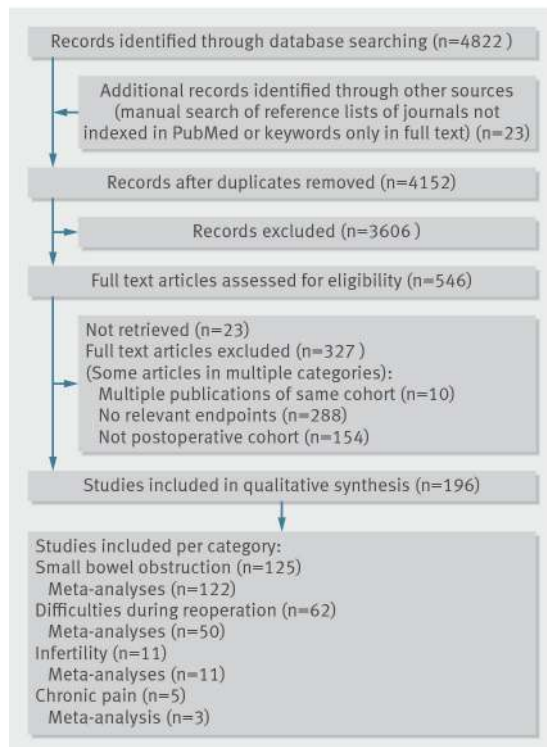 Records identified through database searching (n=4822 )
Additional records identified through other sources
(manual search of reference lists of journals not
indexed in PubMed or keywords only in full text) (n=23)
Records after duplicates removed (n=4152)
Records excluded (n=3606 )
Full text articles assessed for eligibility (n=546)
Not retrieved (n=23)
Full text articles excluded (n=327)
(Some articles in multiple categories):
Multiple publications of same cohort (n=10)
No relevant endpoints (n=288)
Not postoperative cohort (n=154)
Studies included in qualitative synthesis (n=196)
Studies included per category:
Small bowel obstruction (n=125)
Meta-analyses (n=122)
Difficulties during reoperation (n=62)
Meta-analyses (n=50)
Infertility (n=11)
Meta-analyses (n=11)
Chronic pain (n=5)
Meta-analysis (n=3)